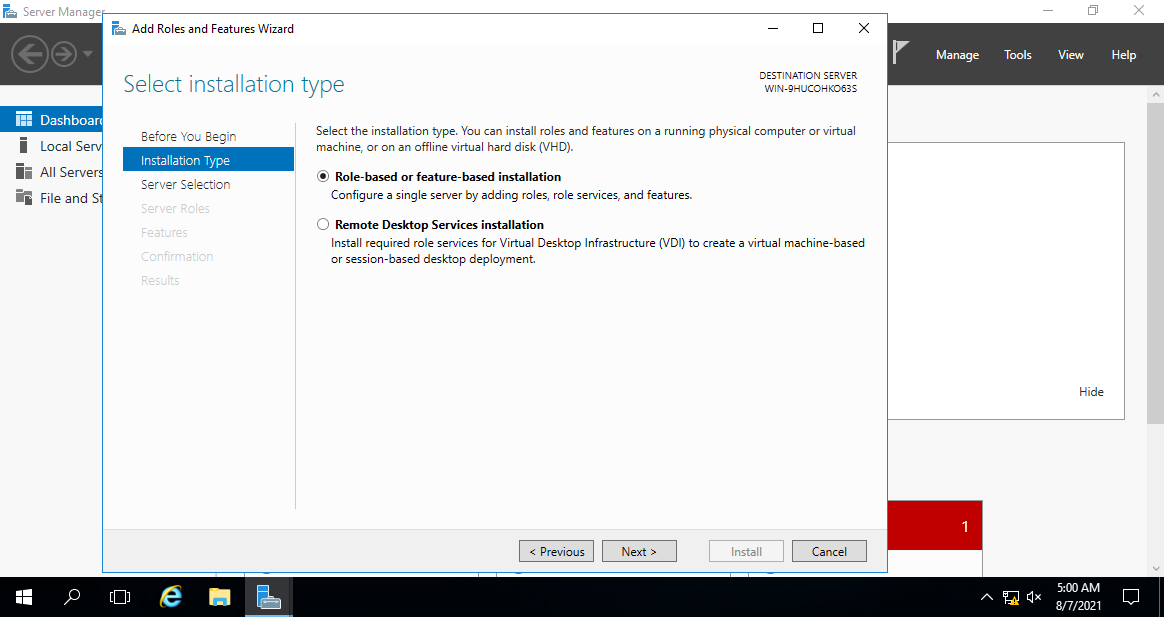 Server Manager
Add Roles and Features Wizard
Manage
Tools
View
Help
Select installation type
DESTINATION SERVER
WIN-9HUCOHKO63S
Dashboard
Local Serv
All Servers
File and St
Before You Begin
Installation Type
Server Selection
Server Roles
Features
Confirmation
Results
Select the installation type. You can install roles and features on a running physical computer or virtual
machine, or on an offline virtual hard disk (VHD).
Role-based or feature-based installation
Configure a single server by adding roles, role services, and features.
Remote Desktop Services installation
Install required role services for Virtual Desktop Infrastructure (VDI) to create a virtual machine-based
or session-based desktop deployment.
Hide
1
< Previous
Next >
Install
Cancel
5:00 AM
8/7/2021